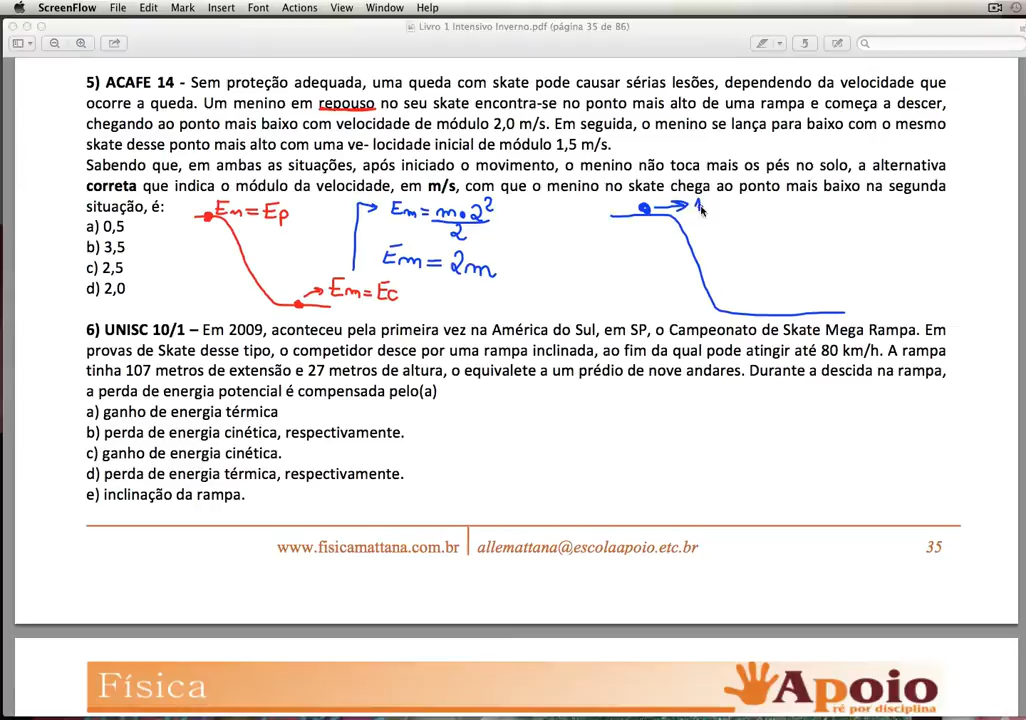 ScreenFlow File Edit Mark Insert Font Actions View Window Help
Livro 1 Intensivo Inverno.pdf (página 35 de 86)
5) ACAFE 14 - Sem proteção adequada, uma queda com skate pode causar sérias lesões, dependendo da velocidade que
ocorre a queda. Um menino em repouso no seu skate encontra-se no ponto mais alto de uma rampa e começa a descer,
chegando ao ponto mais baixo com velocidade de módulo 2,0 m/s. Em seguida, o menino se lança para baixo com o mesmo
skate desse ponto mais alto com uma ve- locidade inicial de módulo 1,5 m/s.
Sabendo que, em ambas as situações, após iniciado o movimento, o menino não toca mais os pés no solo, a alternativa
correta que indica o módulo da velocidade, em m/s, com que o menino no skate chega ao ponto mais baixo na segunda
situação, é:
Em = Ep
Em = m•2²
2
1
a) 0,5
b) 3,5
Em = 2m
c) 2,5
d) 2,0
Em = Ec
6) UNISC 10/1 – Em 2009, aconteceu pela primeira vez na América do Sul, em SP, o Campeonato de Skate Mega Rampa. Em
provas de Skate desse tipo, o competidor desce por uma rampa inclinada, ao fim da qual pode atingir até 80 km/h. A rampa
tinha 107 metros de extensão e 27 metros de altura, o equivalete a um prédio de nove andares. Durante a descida na rampa,
a perda de energia potencial é compensada pelo(a)
a) ganho de energia térmica
b) perda de energia cinética, respectivamente.
c) ganho de energia cinética.
d) perda de energia térmica, respectivamente.
e) inclinação da rampa.
www.fisicamattana.com.br allemattana@escolaapoio.etc.br 35
Física
Apoio
ré por disciplina